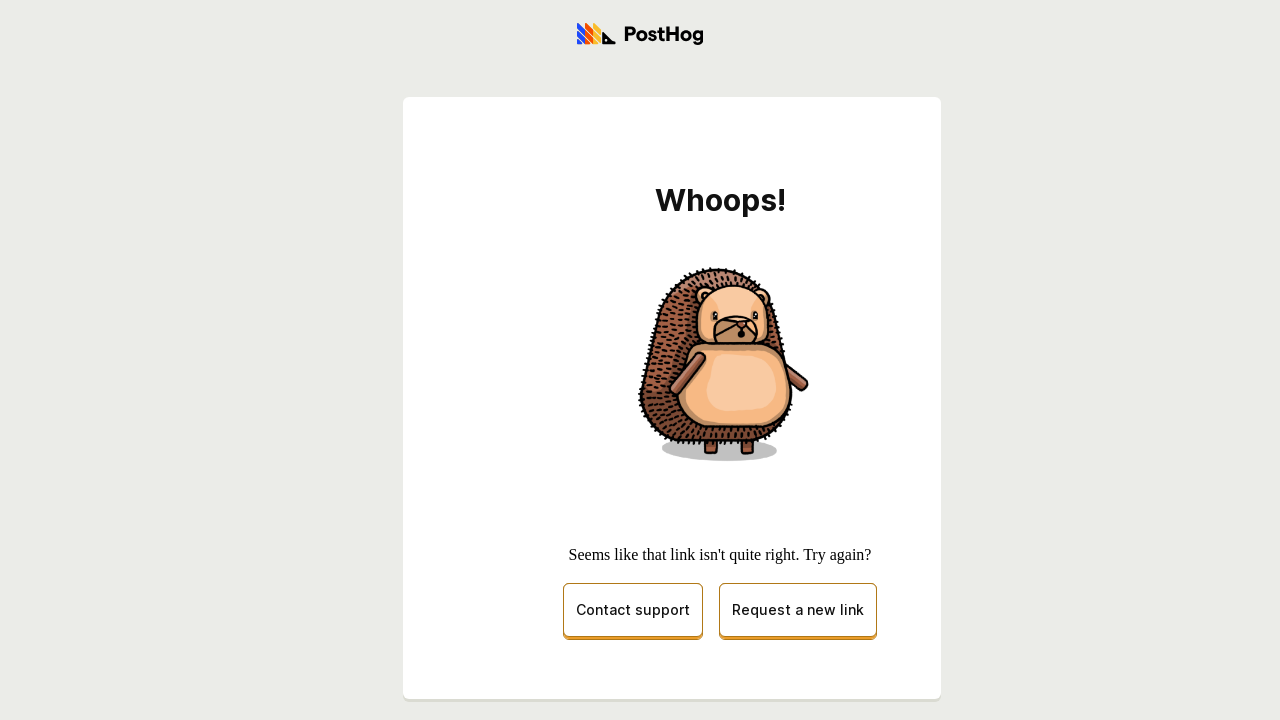 PostHog
Whoops!
Seems like that link isn't quite right. Try again?
Contact support
Request a new link